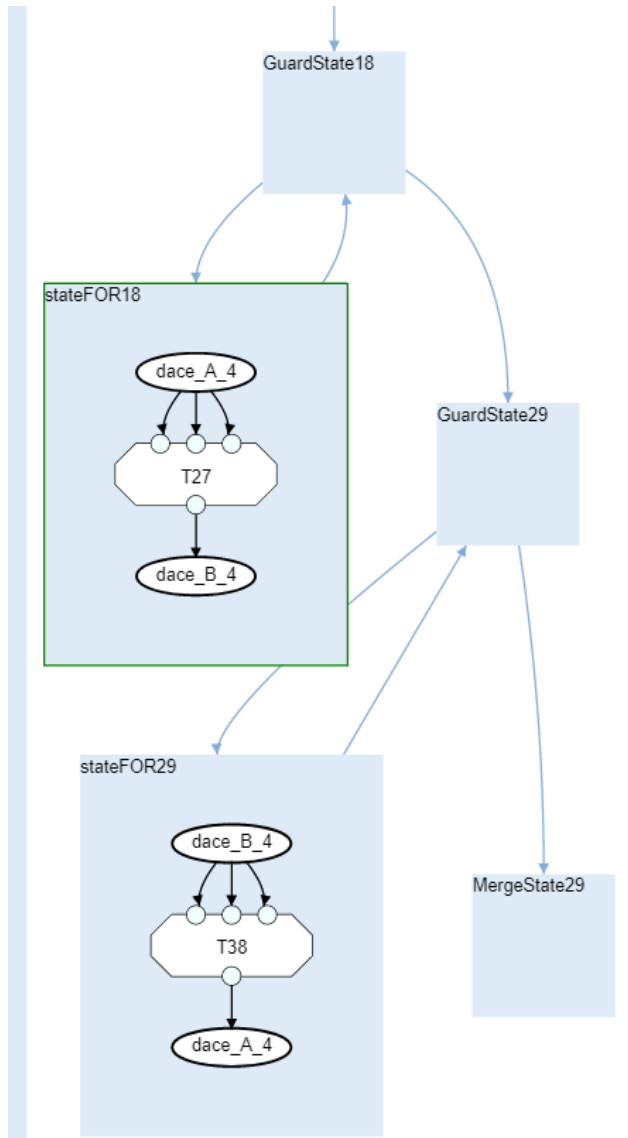 GuardState18
stateFOR18
dace_A_4
T27
dace_B_4
GuardState29
stateFOR29
dace_B_4
T38
dace_A_4
MergeState29